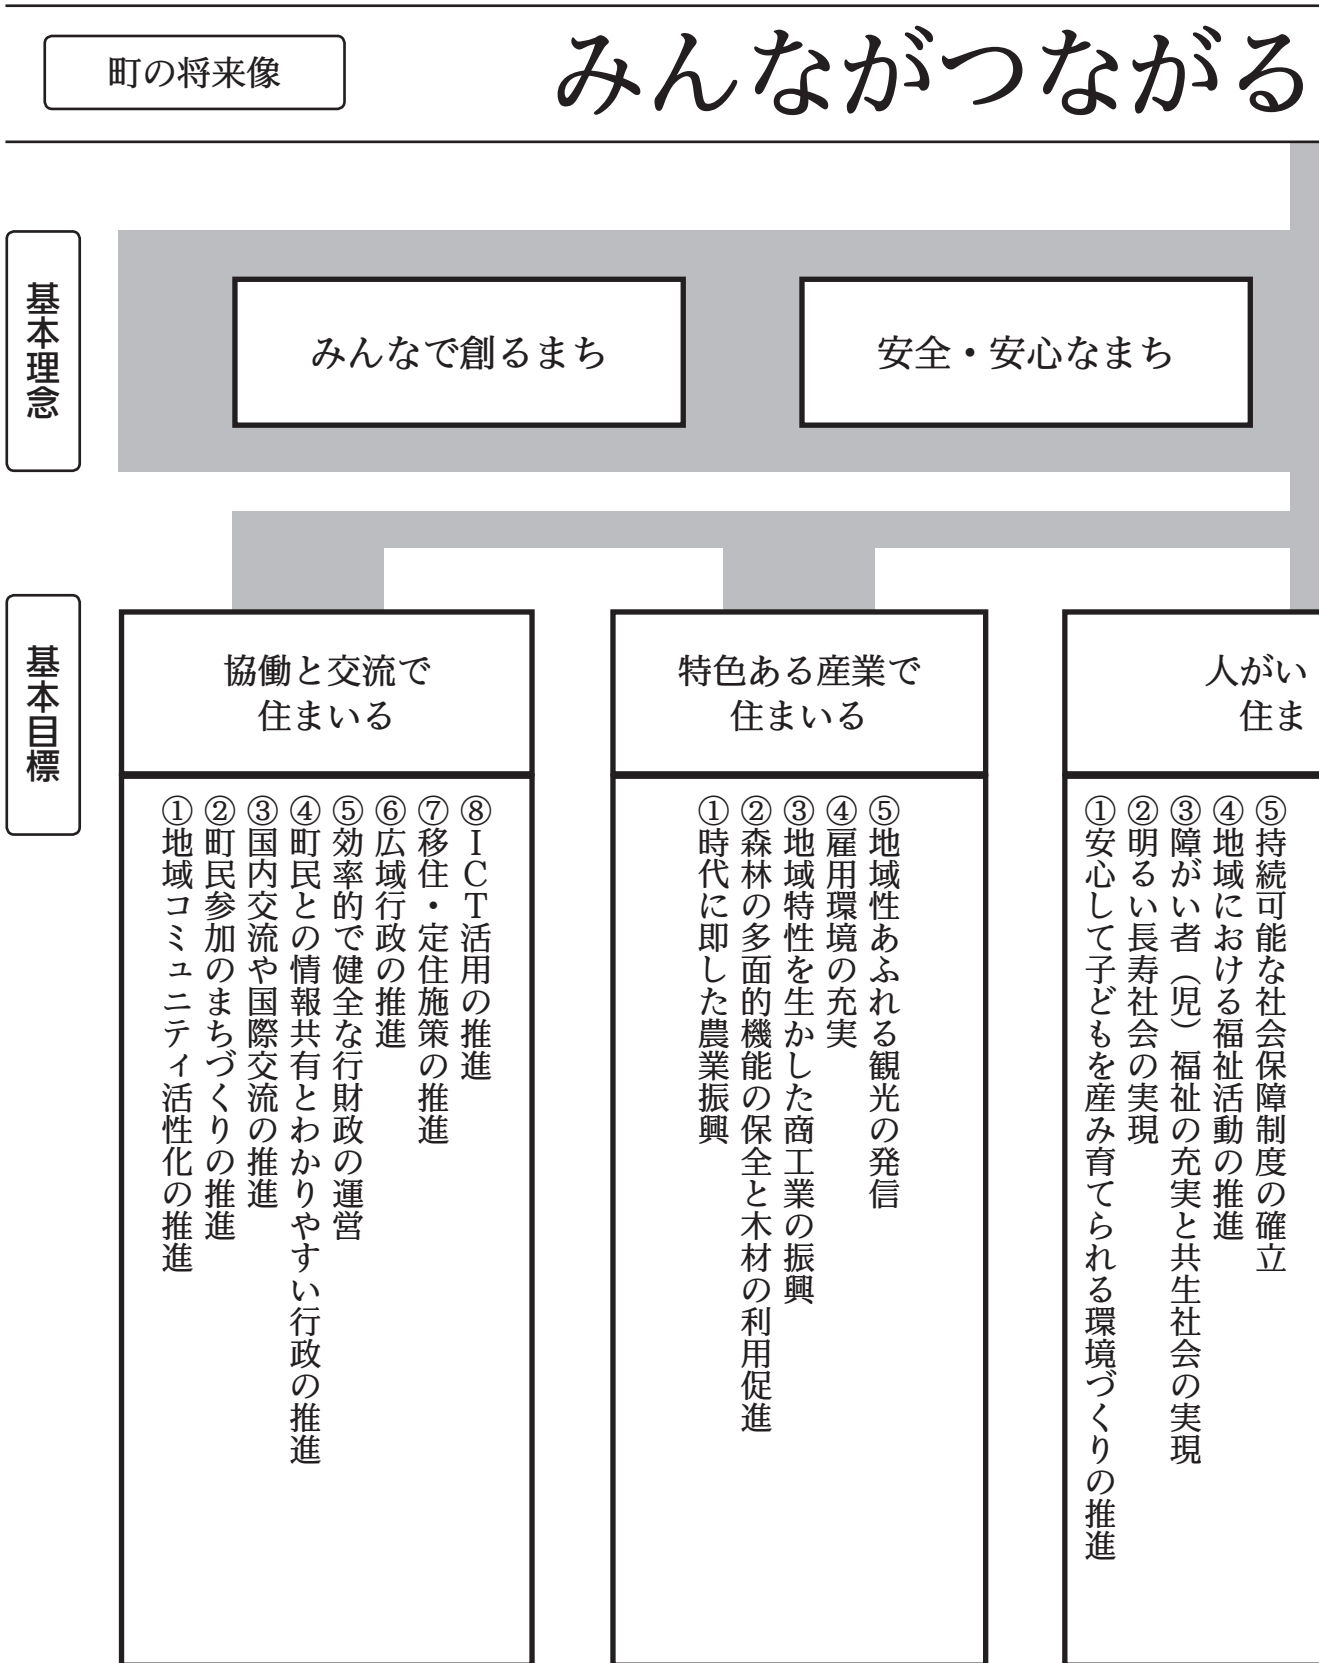 町の将来像
みんながつながる
基本理念
みんなで創るまち
安全・安心なまち
基本目標
協働と交流で
住まいる
①地域コミュニティ活性化の推進
②町民参加のまちづくりの推進
③国内交流や国際交流の推進
④町民との情報共有とわかりやすい行政の推進
⑤効率的で健全な行財政の運営
⑥広域行政の推進
⑦移住・定住施策の推進
⑧ICT活用の推進
特色ある産業で
住まいる
①時代に即した農業振興
②森林の多面的機能の保全と木材の利用促進
③地域特性を生かした商工業の振興
④雇用環境の充実
⑤地域性あふれる観光の発信
人がい
住ま
①安心して子どもを産み育てられる環境づくりの推進
②明るい長寿社会の実現
③障がい者（児）福祉の充実と共生社会の実現
④地域における福祉活動の推進
⑤持続可能な社会保障制度の確立